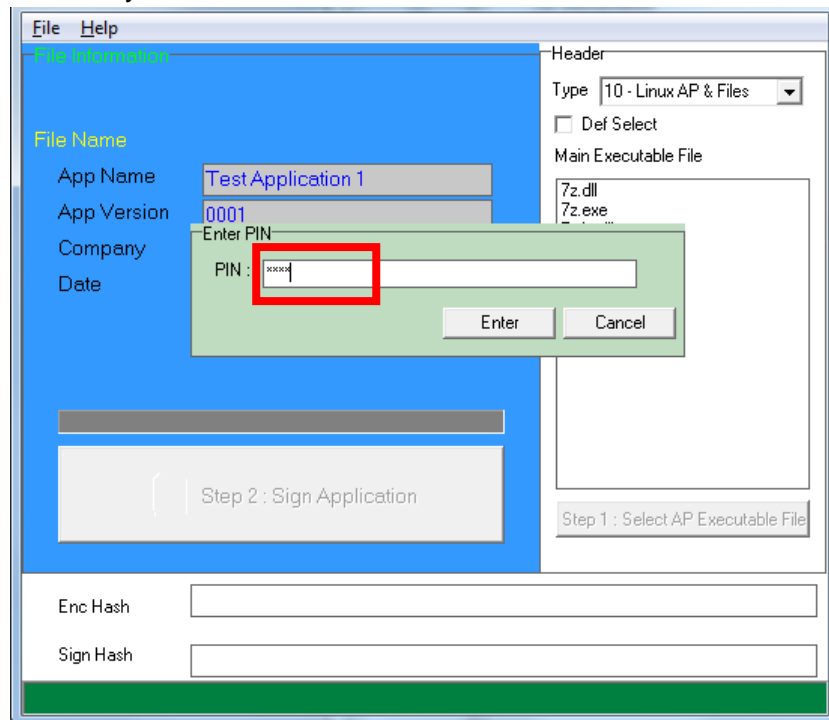 File Help
File Information
File Name
App Name Test Application 1
App Version 0001
Company
Date
Header
Type 10 - Linux AP & Files
Def Select
Main Executable File
7z.dll
7z.exe
Enter PIN
PIN : ****
Enter Cancel
Step 2 : Sign Application
Step 1 : Select AP Executable File
Enc Hash
Sign Hash